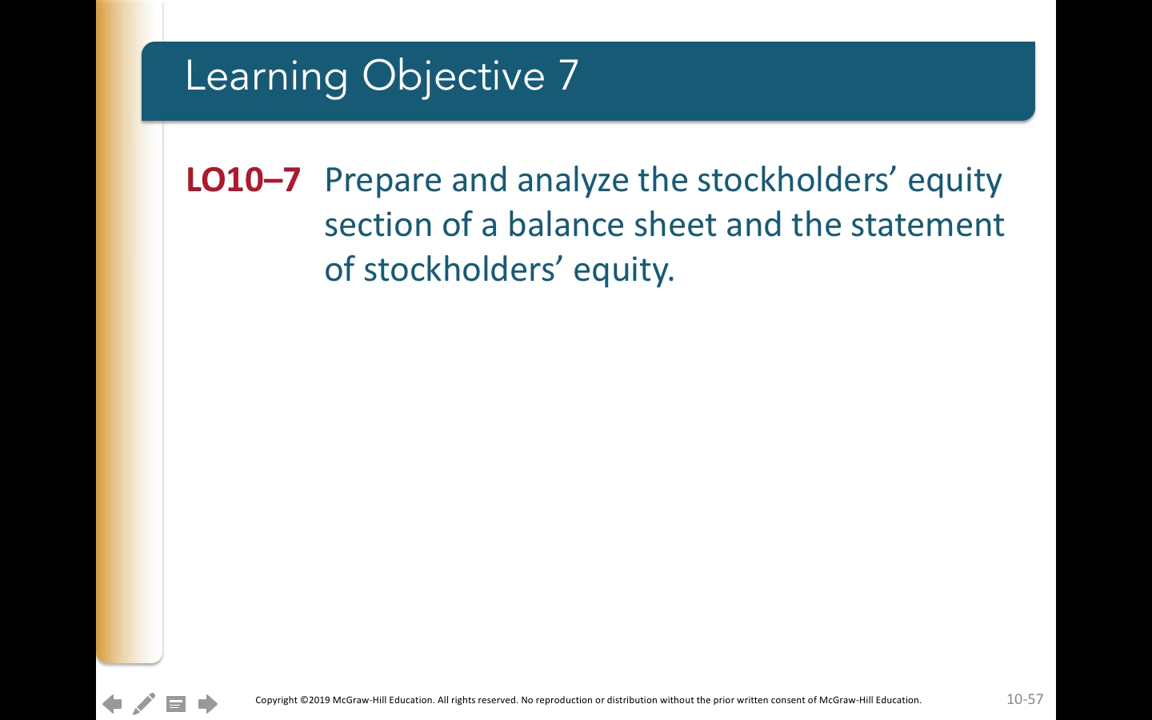 Learning Objective 7
LO10–7 Prepare and analyze the stockholders’ equity
section of a balance sheet and the statement
of stockholders’ equity.
Copyright ©2019 McGraw-Hill Education. All rights reserved. No reproduction or distribution without the prior written consent of McGraw-Hill Education.
10-57